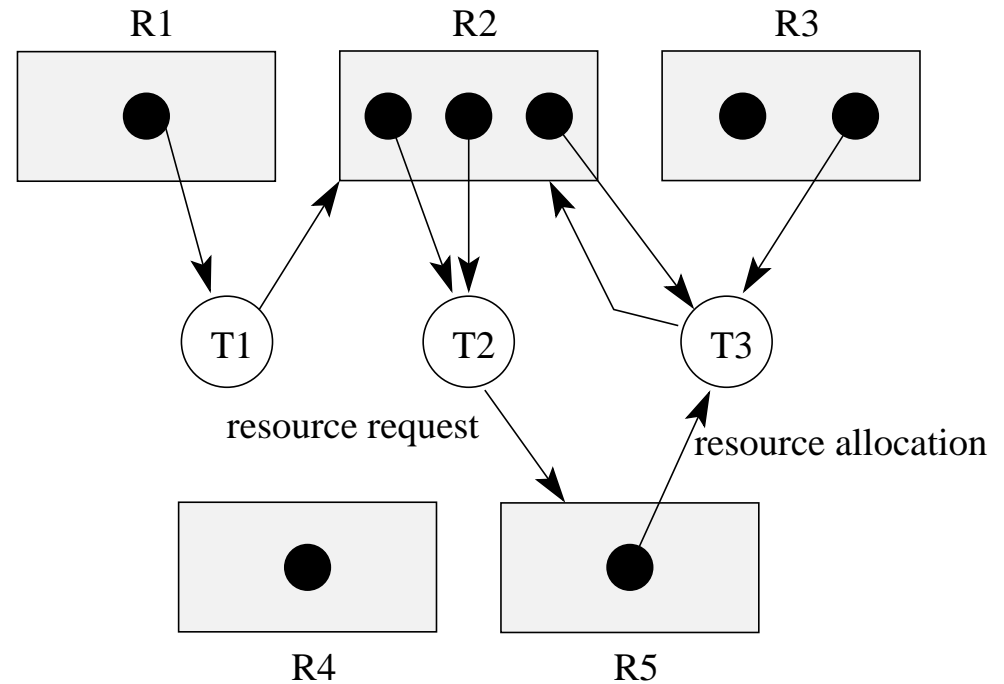 R1
R2
R3
T1
T2
T3
resource request
resource allocation
R4
R5